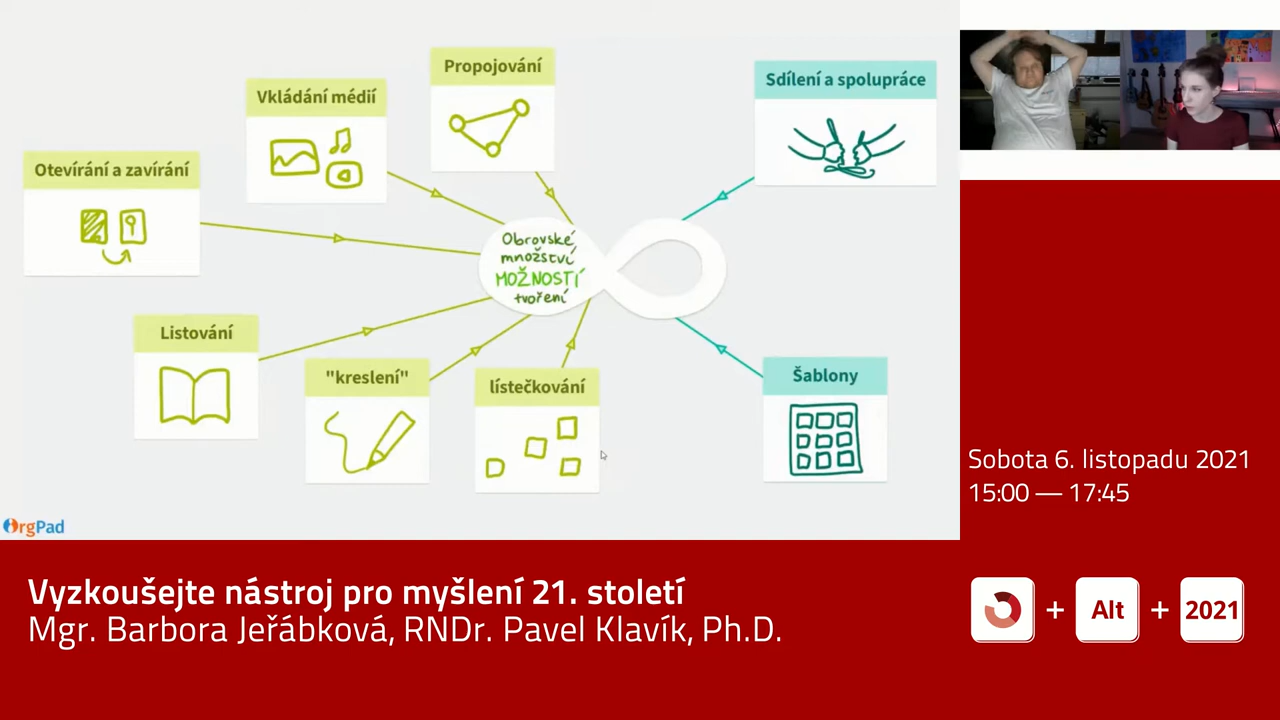 Propojování
Sdílení a spolupráce
Vkládání médií
Otevírání a zavírání
Obrovské
množství
MOŽNOSTÍ
tvoření
Listování
"kreslení"
lístečkování
Šablony
OrgPad
Sobota 6. listopadu 2021
15:00 — 17:45
Vyzkoušejte nástroj pro myšlení 21. století
Mgr. Barbora Jeřábková, RNDr. Pavel Klavík, Ph.D.
+ Alt + 2021